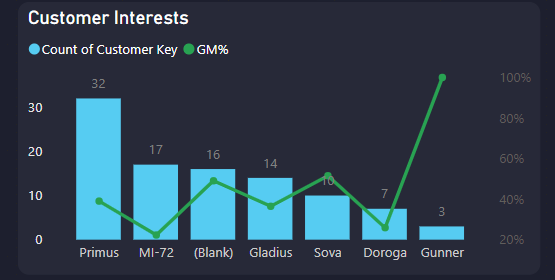 Customer Interests
Count of Customer Key GM%
32 100%
30 80%
17 16 14
20 60%
10 7 3
10 40%
0 20%
Primus MI-72 (Blank) Gladius Sova Doroga Gunner